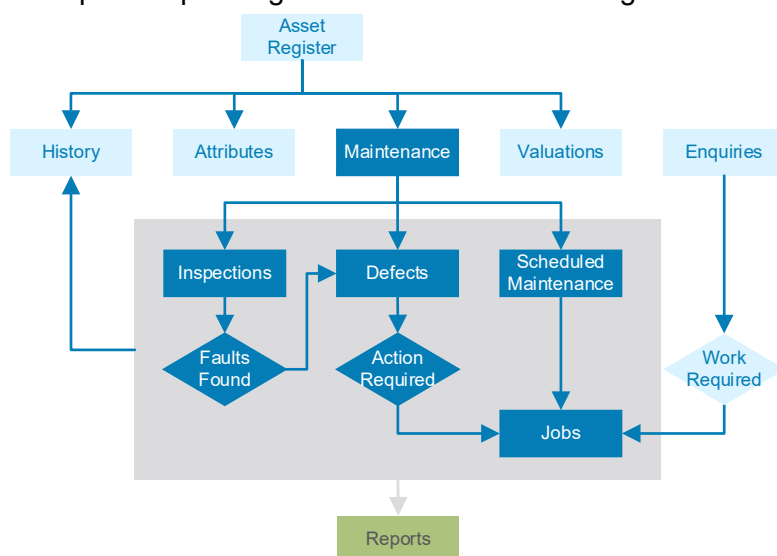 Asset
Register
History
Attributes
Maintenance
Valuations
Enquiries
Inspections
Defects
Scheduled
Maintenance
Faults
Found
Action
Required
Work
Required
Jobs
Reports